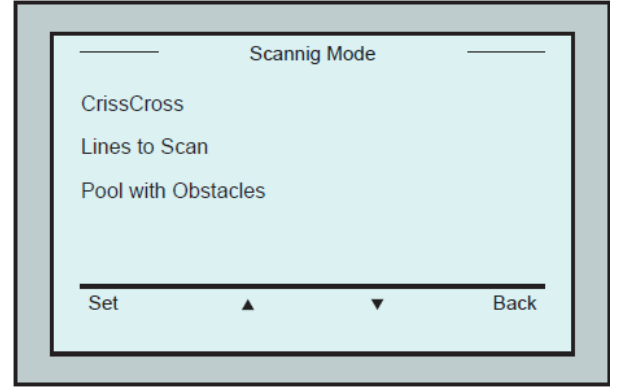 Scannig Mode
CrissCross
Lines to Scan
Pool with Obstacles
Set ▲ ▼ Back